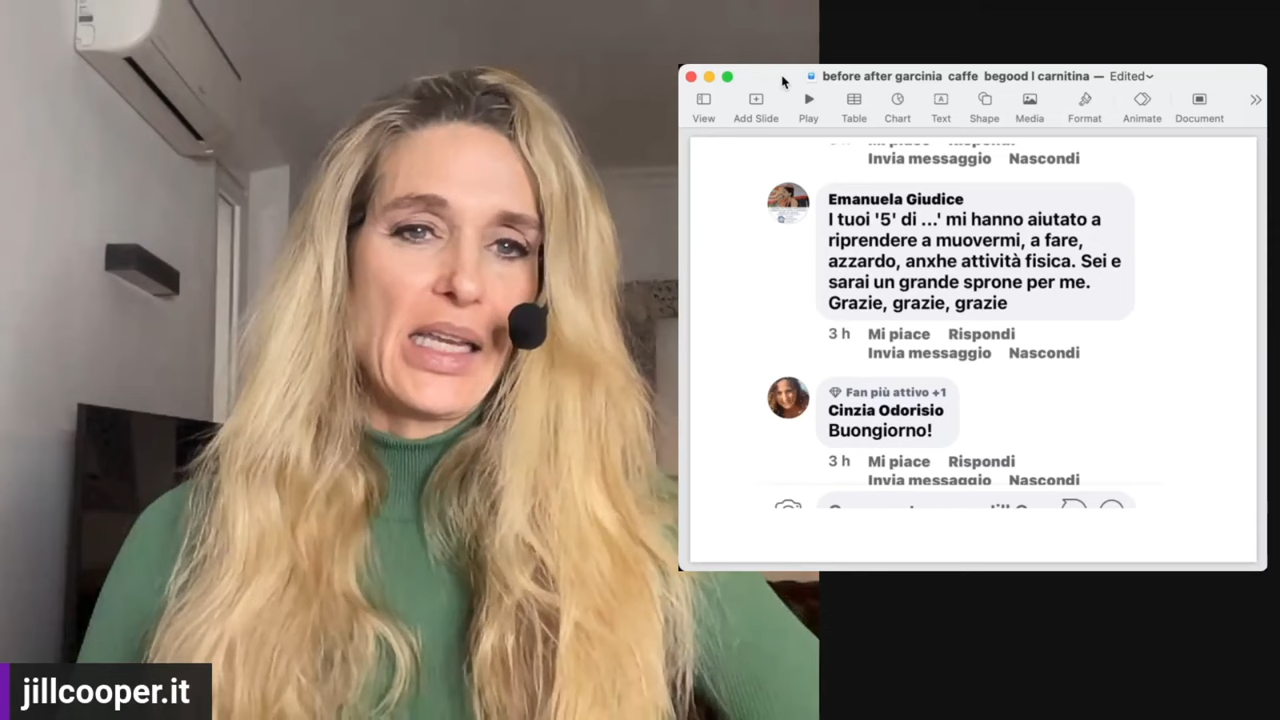 before after garcinia caffe begood l carnitina — Edited
View Add Slide Play Table Chart Text Shape Media Format Animate Document
Invia messaggio Nascondi
Emanuela Giudice
I tuoi '5' di ...' mi hanno aiutato a
riprendere a muovermi, a fare,
azzardo, anxhe attività fisica. Sei e
sarai un grande sprone per me.
Grazie, grazie, grazie
3 h Mi piace Rispondi
Invia messaggio Nascondi
Fan più attivo +1
Cinzia Odorisio
Buongiorno!
3 h Mi piace Rispondi
Invia messaggio Nascondi
jillcooper.it